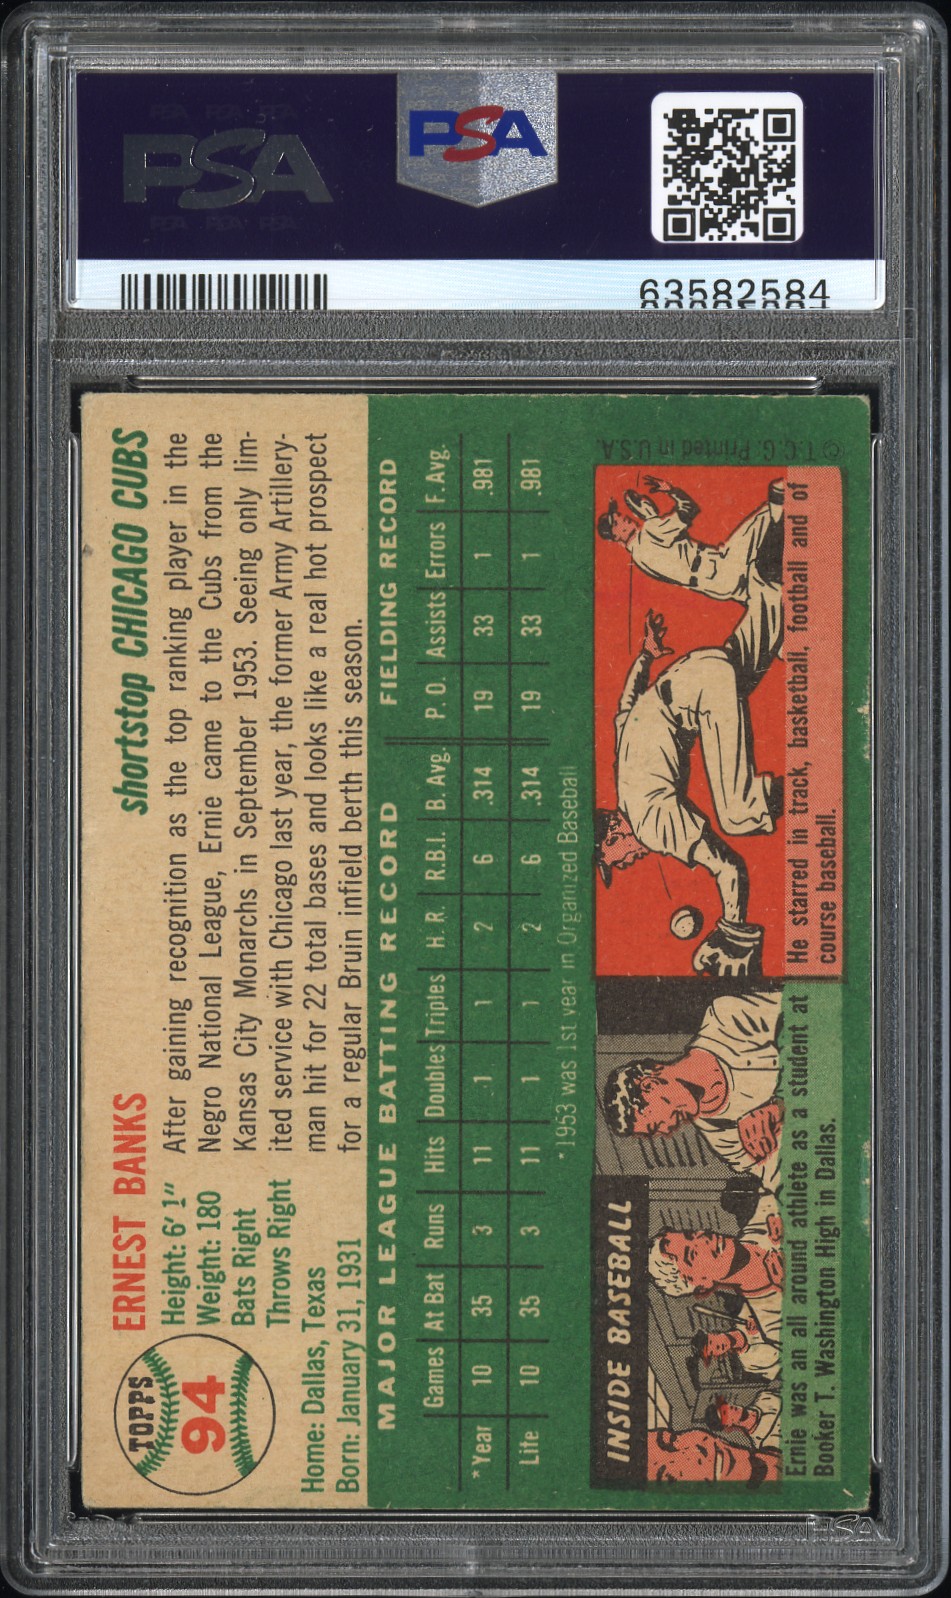 PSA
PSA
63582584
TOPPS
94
ERNEST BANKS
shortstop CHICAGO CUBS
Height: 6' 1"
Weight: 180
Bats Right
Throws Right
Home: Dallas, Texas
Born: January 31, 1931
After gaining recognition as the top ranking player in the
Negro National League, Ernie came to the Cubs from the
Kansas City Monarchs in September 1953. Seeing only lim-
ited service with Chicago last year, the former Army Artillery-
man hit for 22 total bases and looks like a real hot prospect
for a regular Bruin infield berth this season.
MAJOR LEAGUE BATTING RECORD FIELDING RECORD
Games At Bat Runs Hits Doubles Triples H. R. R.B.I. B. Avg. P. O. Assists Errors F. Avg.
*Year 10 35 3 11 1 1 2 6 .314 19 33 1 .981
Life 10 35 3 11 1 1 2 6 .314 19 33 1 .981
*1953 was 1st year in Organized Baseball
INSIDE BASEBALL
Ernie was an all around athlete as a student at
Booker T. Washington High in Dallas.
He starred in track, basketball, football and of
course baseball.
© T. C. G. Printed in U.S.A.
PSA